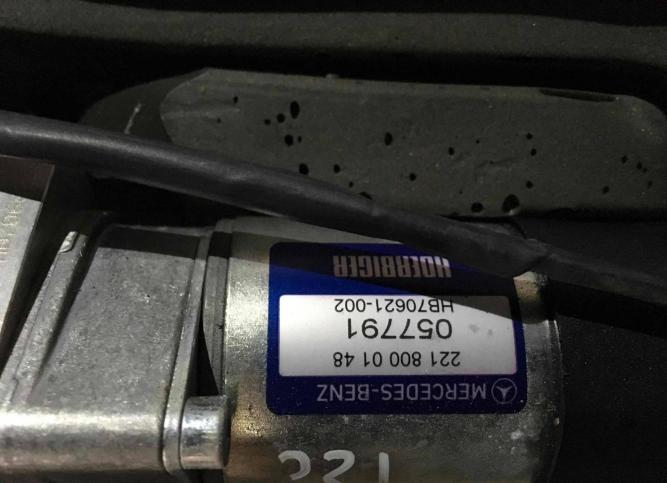 MERCEDES-BENZ
221 800 01 48
057791
HB70621-002
HOERBIGER